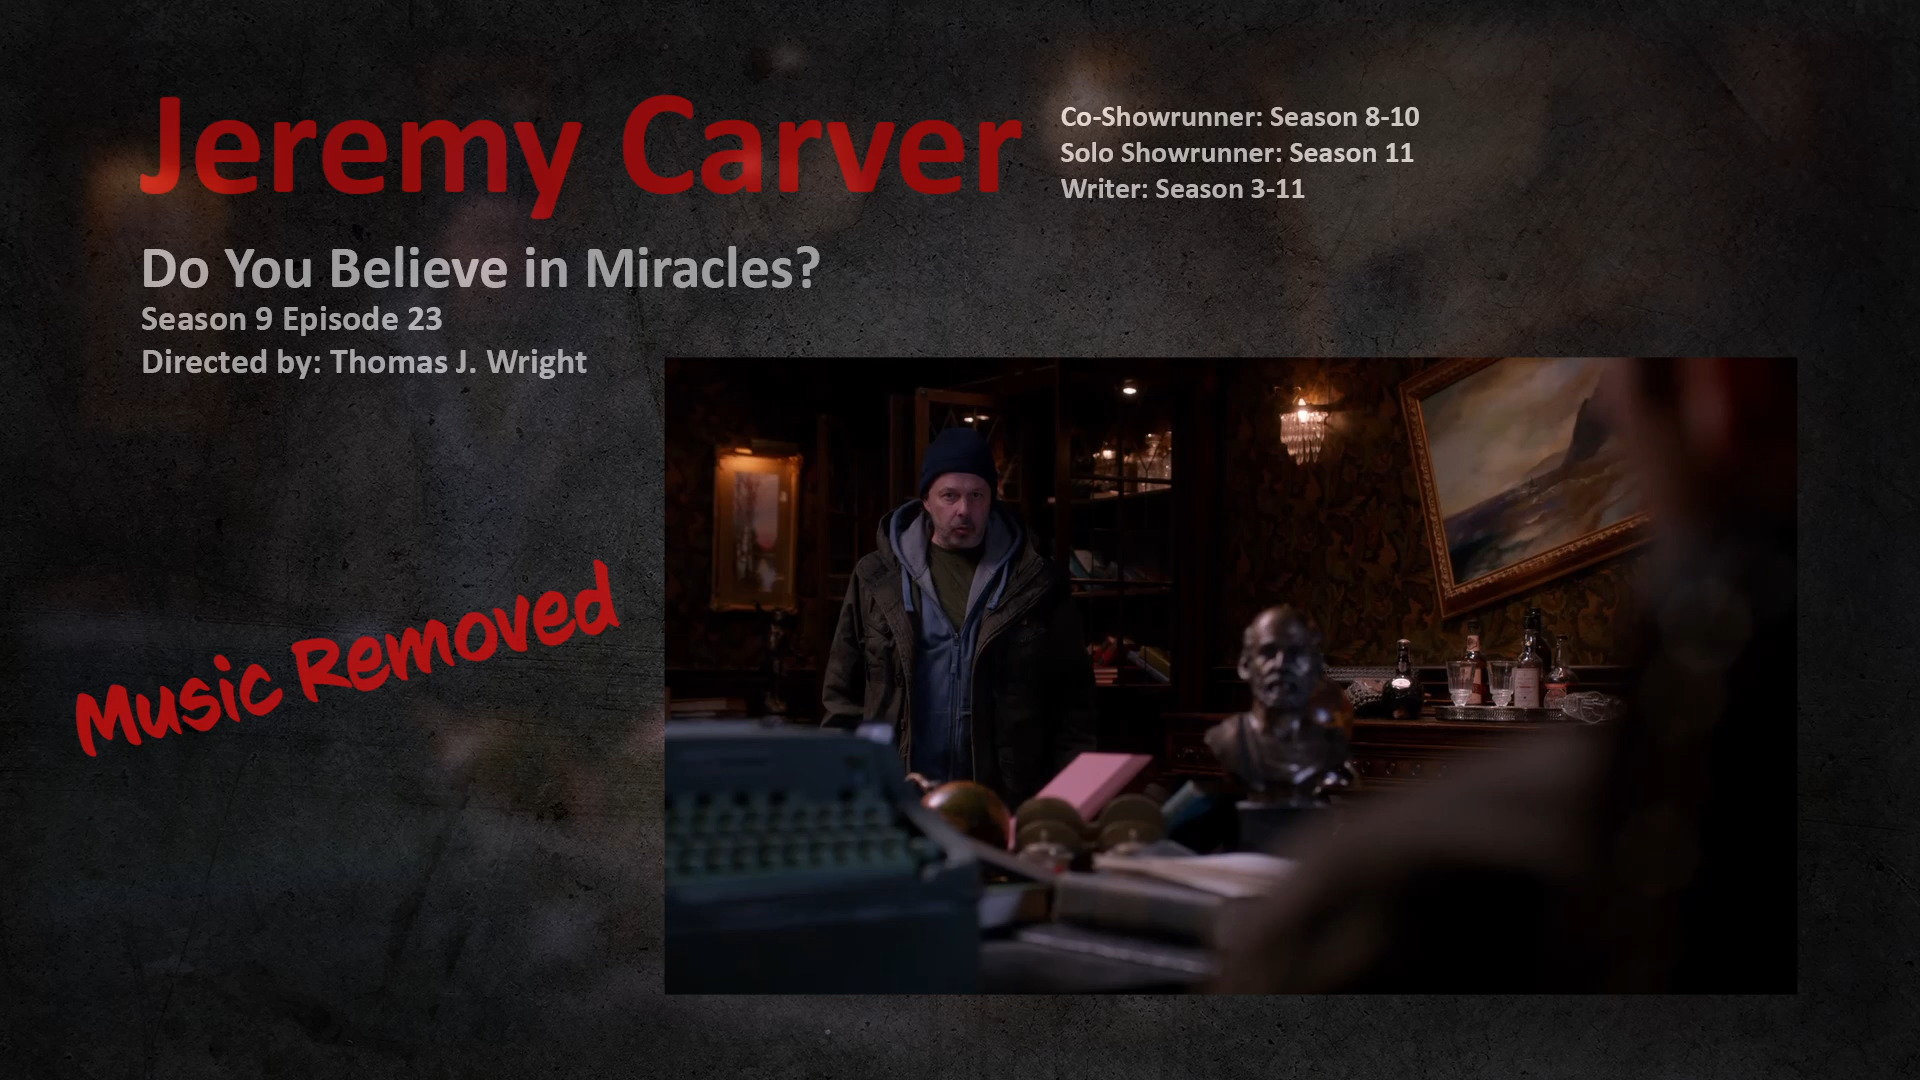 Jeremy Carver
Co-Showrunner: Season 8-10
Solo Showrunner: Season 11
Writer: Season 3-11
Do You Believe in Miracles?
Season 9 Episode 23
Directed by: Thomas J. Wright
Music Removed